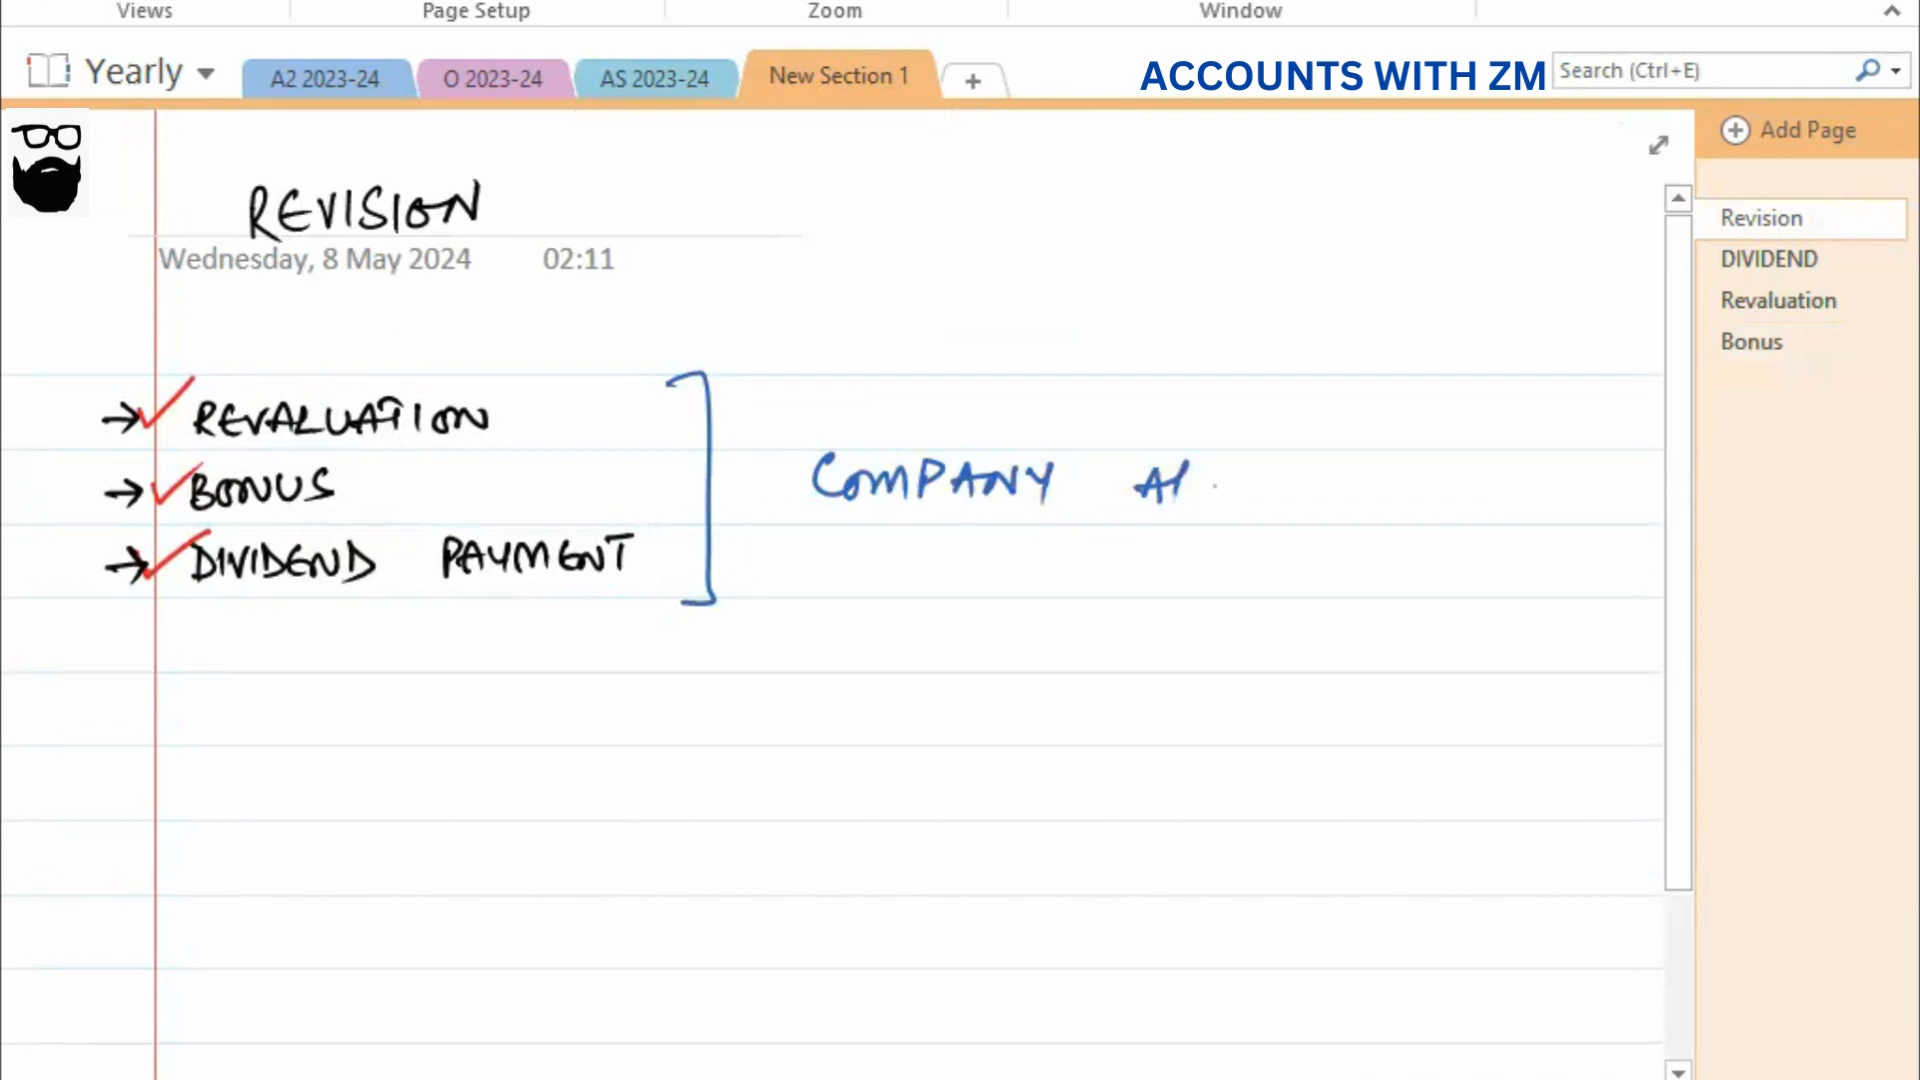 Views Page Setup Zoom Window
Yearly A2 2023-24 O 2023-24 AS 2023-24 New Section 1 + ACCOUNTS WITH ZM Search (Ctrl+E)
Add Page
REVISION
Wednesday, 8 May 2024 02:11
Revision
DIVIDEND
Revaluation
Bonus
→ ✓ REVALUATION
→ ✓ BONUS
→ ✓ DIVIDEND PAYMENT
COMPANY